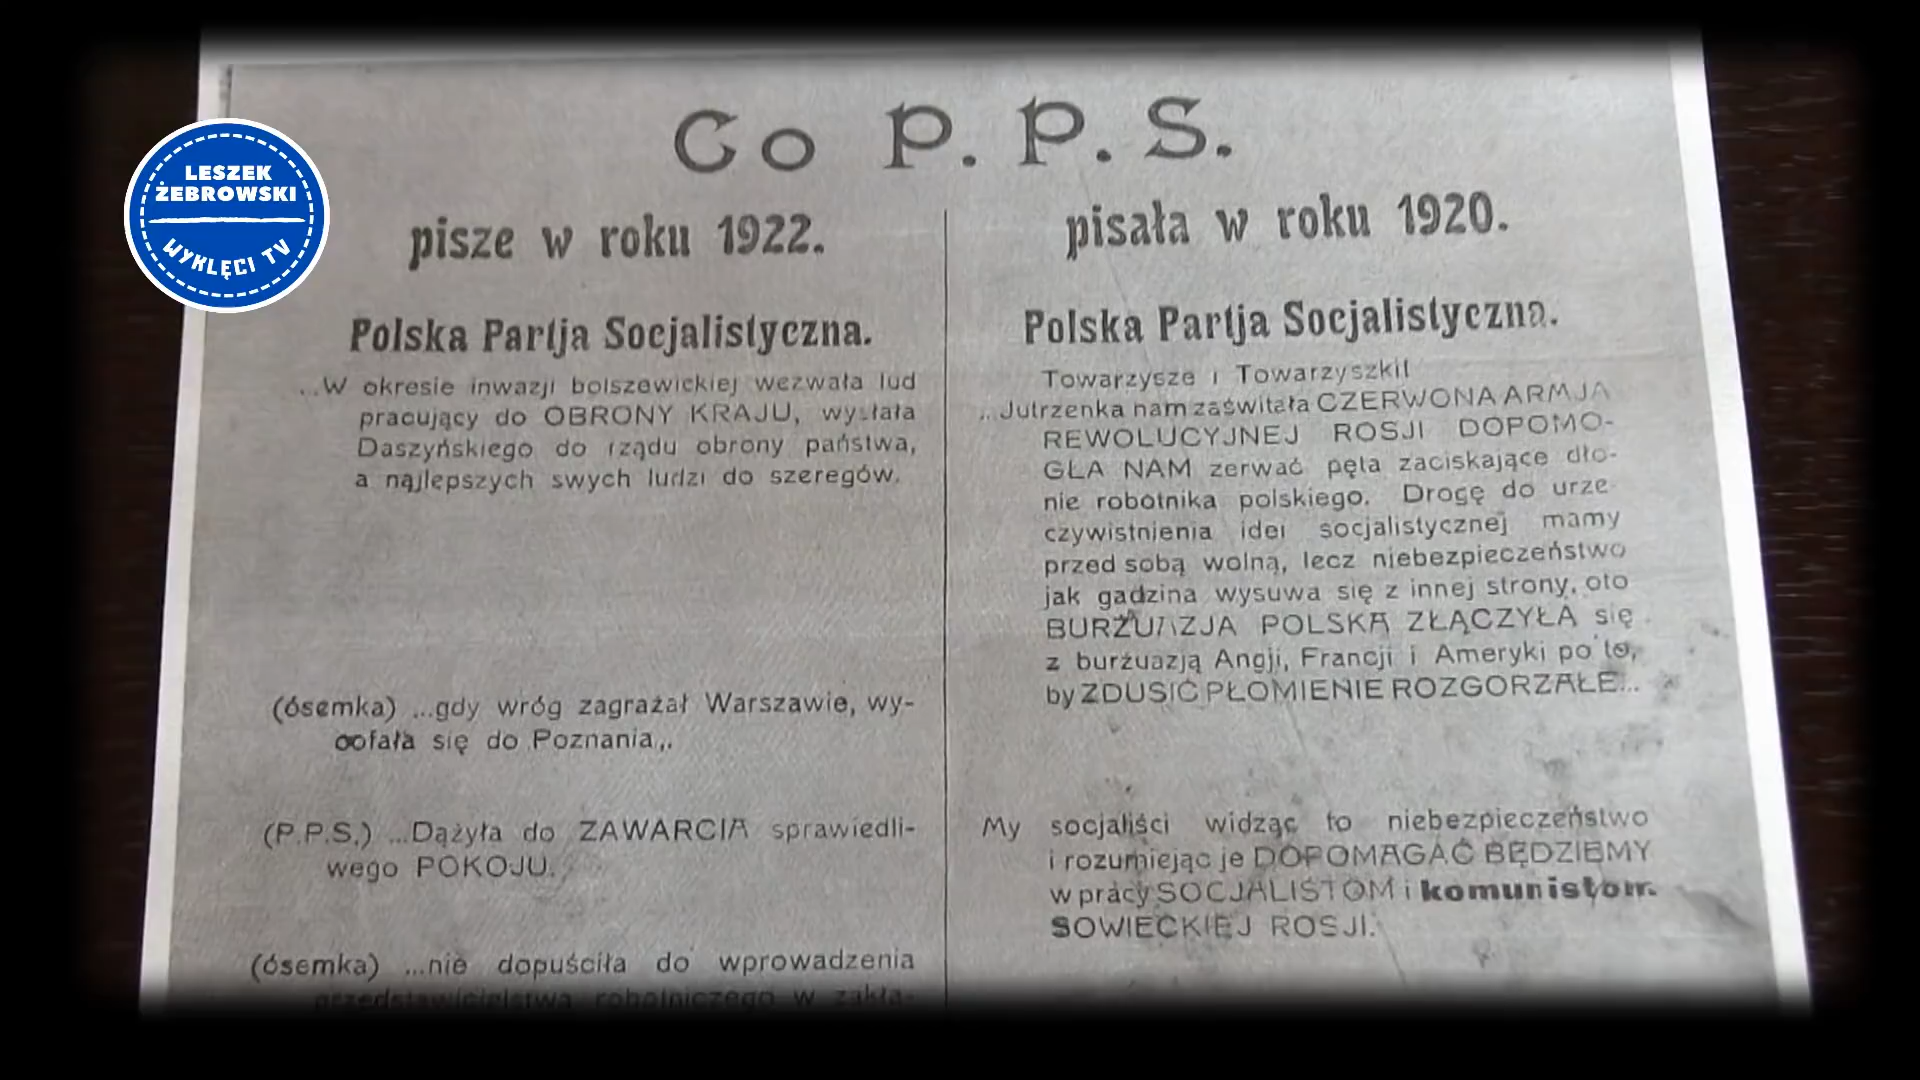 LESZEK
ŻEBROWSKI
WYKLĘCI TV
Co P. P. S.
pisze w roku 1922.
Polska Partja Socjalistyczna.
...W okresie inwazji bolszewickiej wezwała lud
pracujący do OBRONY KRAJU, wysłała
Daszyńskiego do rządu obrony państwa,
a najlepszych swych ludzi do szeregów.
(ósemka) ...gdy wróg zagrażał Warszawie, wy-
oofała się do Poznania,.
(P.P.S.) ...Dążyła do ZAWARCIA sprawiedli-
wego POKOJU.
(ósemka) ...nie dopuściła do wprowadzenia
przedstawicielstwa robotniczego w zakła-
pisała w roku 1920.
Polska Partja Socjalistyczna.
Towarzysze i Towarzyszki!
...Jutrzenka nam zaświtała CZERWONA ARMJA
REWOLUCYJNEJ ROSJI DOPOMO-
GŁA NAM zerwać pęta zaciskające dło-
nie robotnika polskiego. Drogę do urze-
czywistnienia idei socjalistycznej mamy
przed sobą wolną, lecz niebezpieczeństwo
jak gadzina wysuwa się z innej strony, oto
BURŻUAZJA POLSKA ZŁĄCZYŁA się
z burżuazją Angji, Francji i Ameryki po to,
by ZDUSIĆ PŁOMIENIE ROZGORZAŁE...
My socjaliści widząc to niebezpieczeństwo
i rozumiejąc je DOPOMAGAĆ BĘDZIEMY
w pracy SOCJALISTOM i komunistom
SOWIECKIEJ ROSJI.